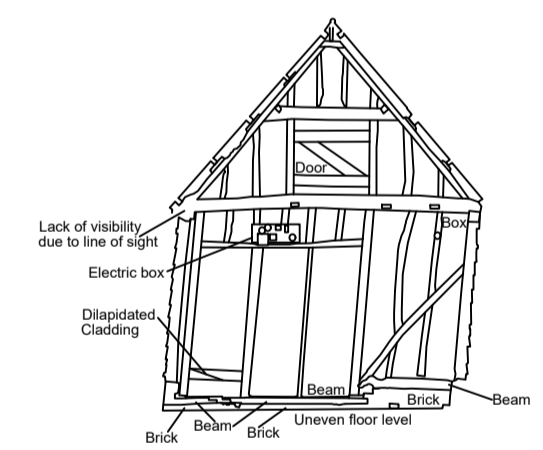 Door
Box
Lack of visibility
due to line of sight
Electric box
Dilapidated
Cladding
Beam
Brick
Beam
Beam
Uneven floor level
Brick
Brick